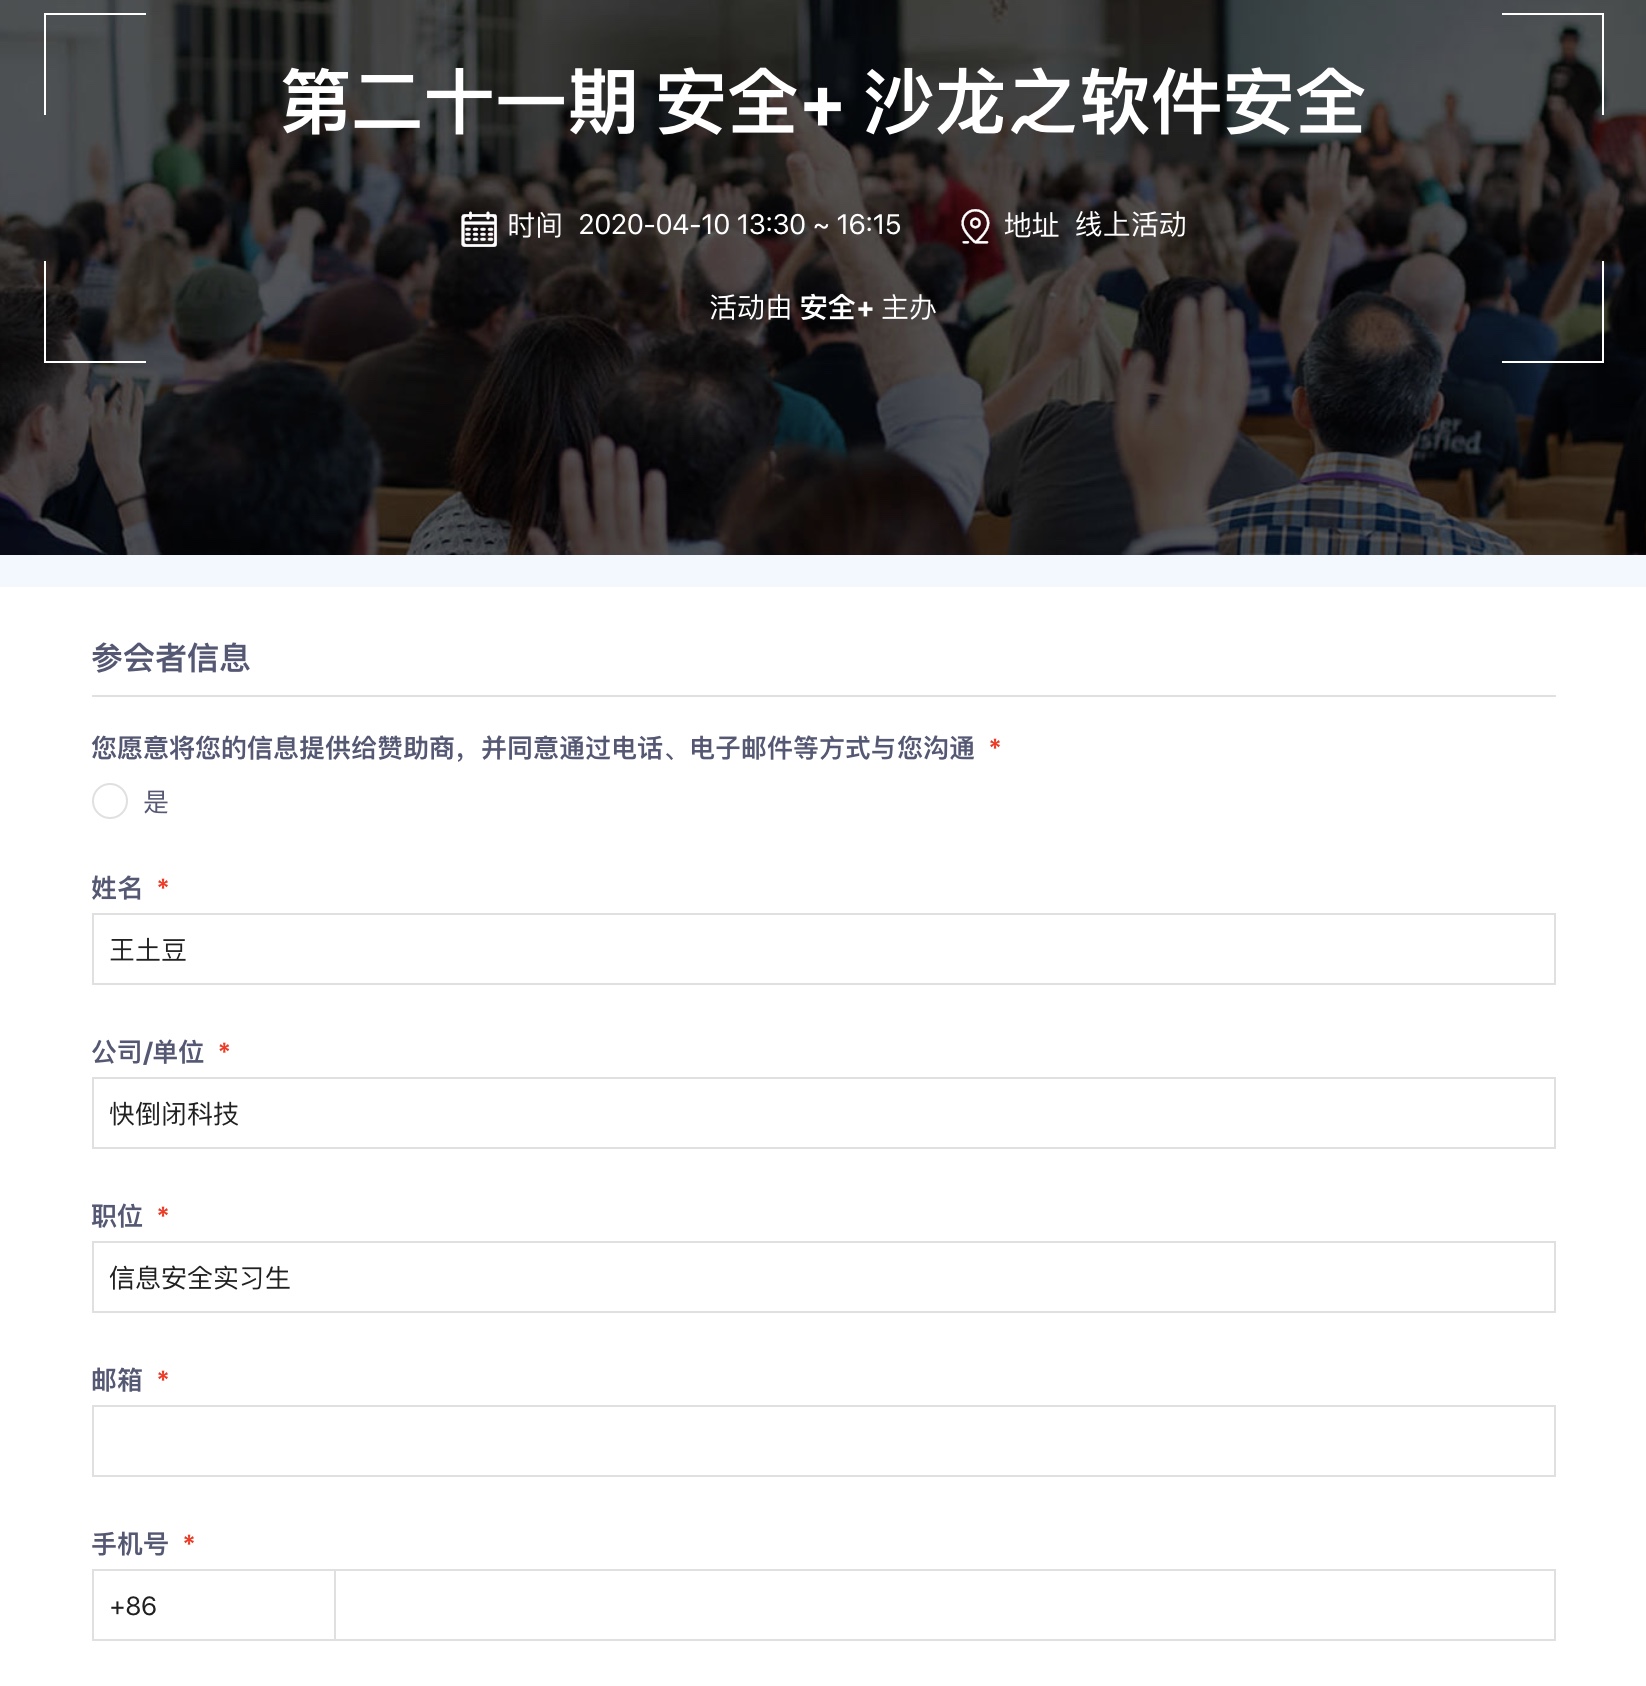 第二十一期 安全+ 沙龙之软件安全
时间 2020-04-10 13:30 ~ 16:15 地址 线上活动
活动由 安全+ 主办
sfied
参会者信息
您愿意将您的信息提供给赞助商，并同意通过电话、电子邮件等方式与您沟通 *
是
姓名 *
王土豆
公司/单位 *
快倒闭科技
职位 *
信息安全实习生
邮箱 *
手机号 *
+86